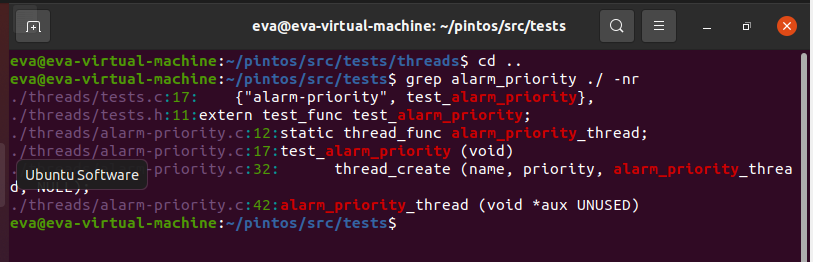 eva@eva-virtual-machine: ~/pintos/src/tests
eva@eva-virtual-machine:~/pintos/src/tests/threads$ cd ..
eva@eva-virtual-machine:~/pintos/src/tests$ grep alarm_priority ./ -nr
./threads/tests.c:17:    {"alarm-priority", test_alarm_priority},
./threads/tests.h:11:extern test_func test_alarm_priority;
./threads/alarm-priority.c:12:static thread_func alarm_priority_thread;
./threads/alarm-priority.c:17:test_alarm_priority (void)
-priority.c:32:      thread_create (name, priority, alarm_priority_threa
Ubuntu Software
d, NULL);
./threads/alarm-priority.c:42:alarm_priority_thread (void *aux UNUSED)
eva@eva-virtual-machine:~/pintos/src/tests$